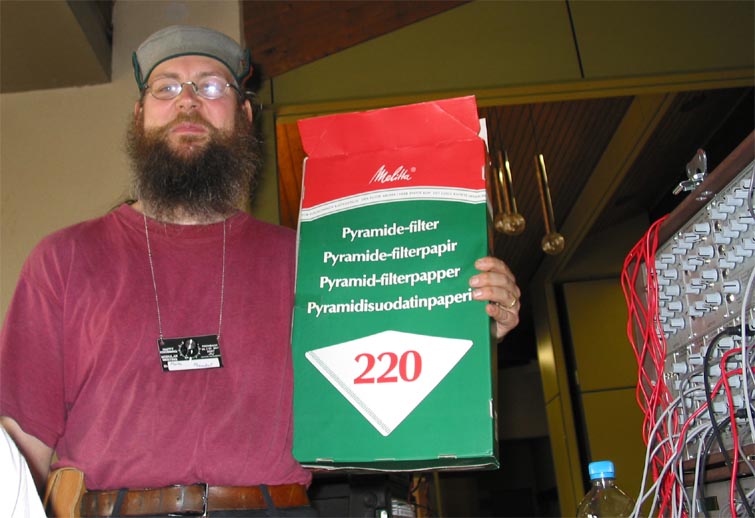 Melitta®
Pyramide-filter
Pyramide-filterpapir
Pyramid-filterpapper
Pyramidisuodatinpaperi
220